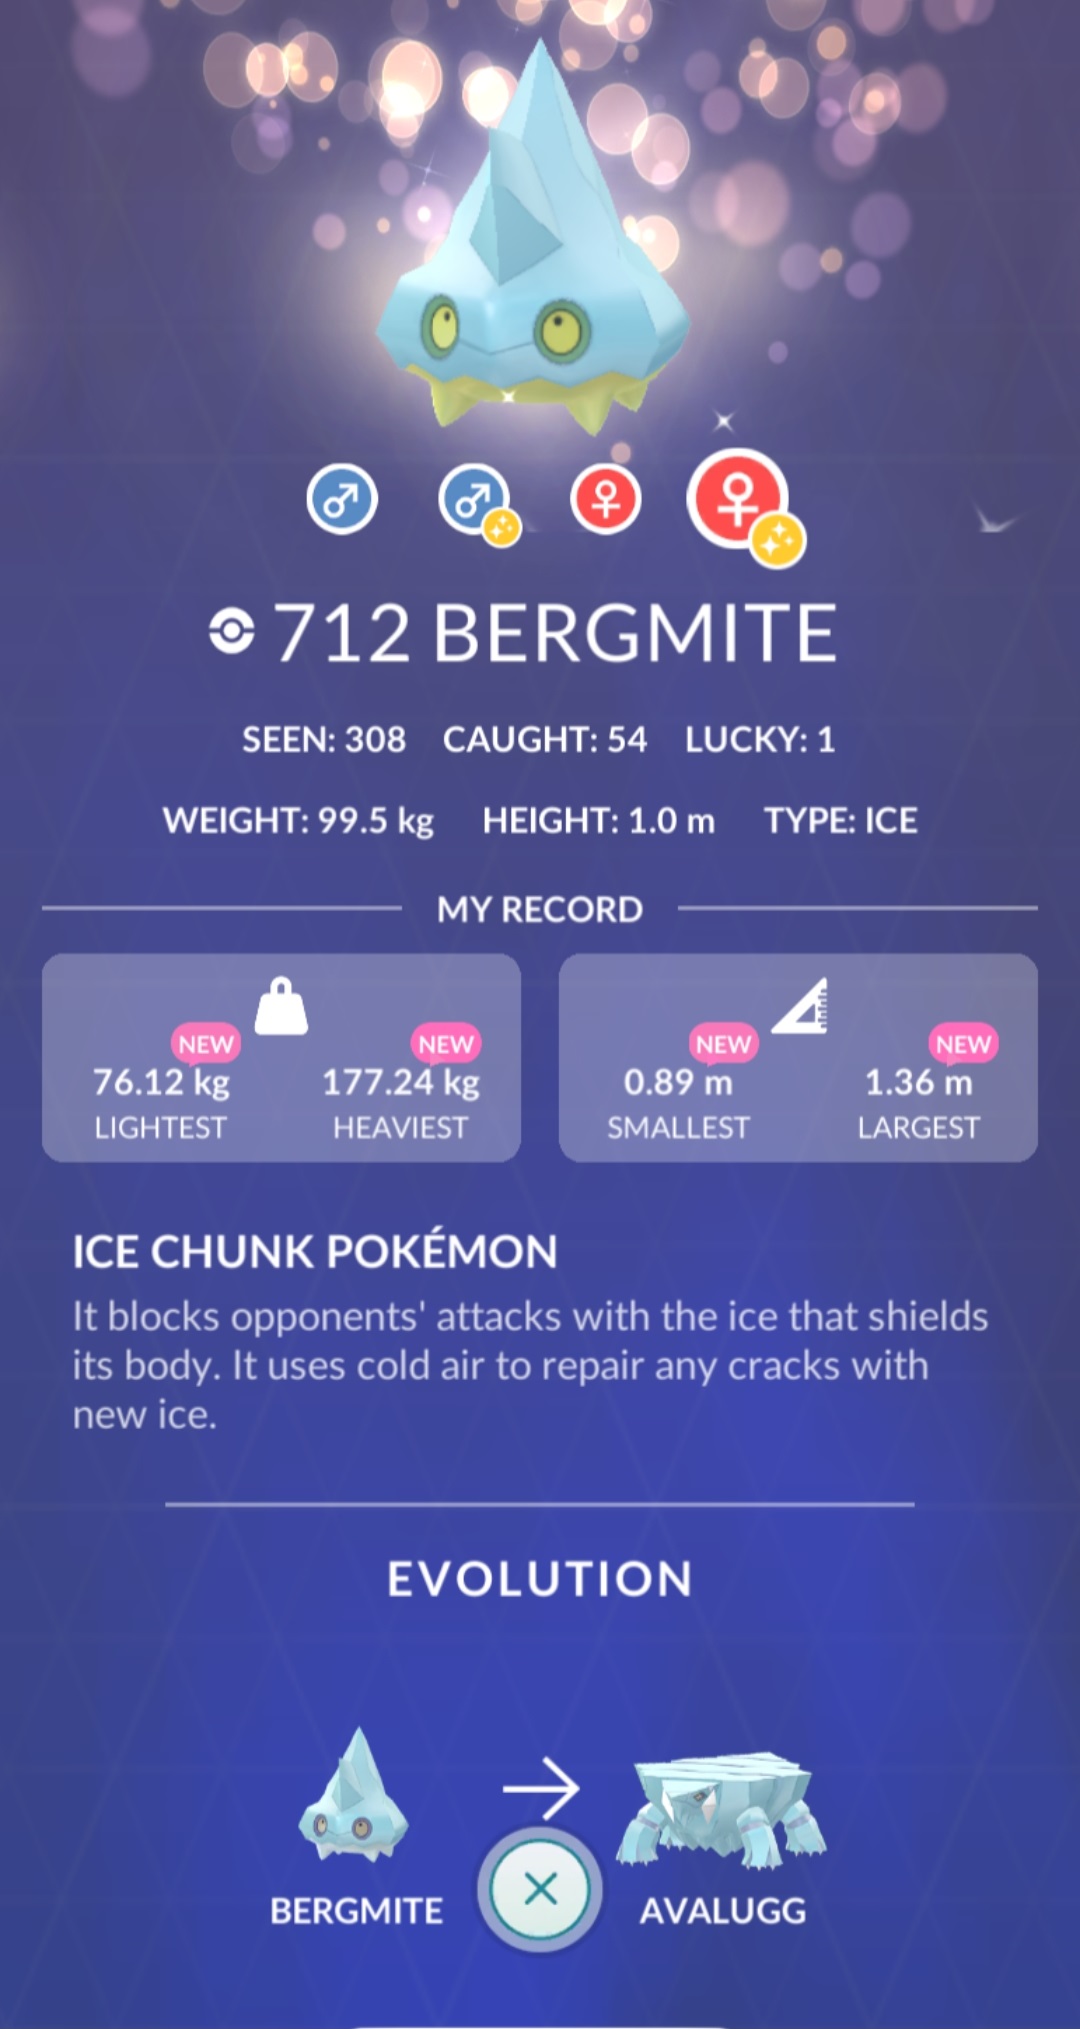 712 BERGMITE
SEEN: 308 CAUGHT: 54 LUCKY: 1
WEIGHT: 99.5 kg HEIGHT: 1.0 m TYPE: ICE
MY RECORD
NEW NEW NEW NEW
76.12 kg 177.24 kg 0.89 m 1.36 m
LIGHTEST HEAVIEST SMALLEST LARGEST
ICE CHUNK POKÉMON
It blocks opponents' attacks with the ice that shields
its body. It uses cold air to repair any cracks with
new ice.
EVOLUTION
BERGMITE AVALUGG